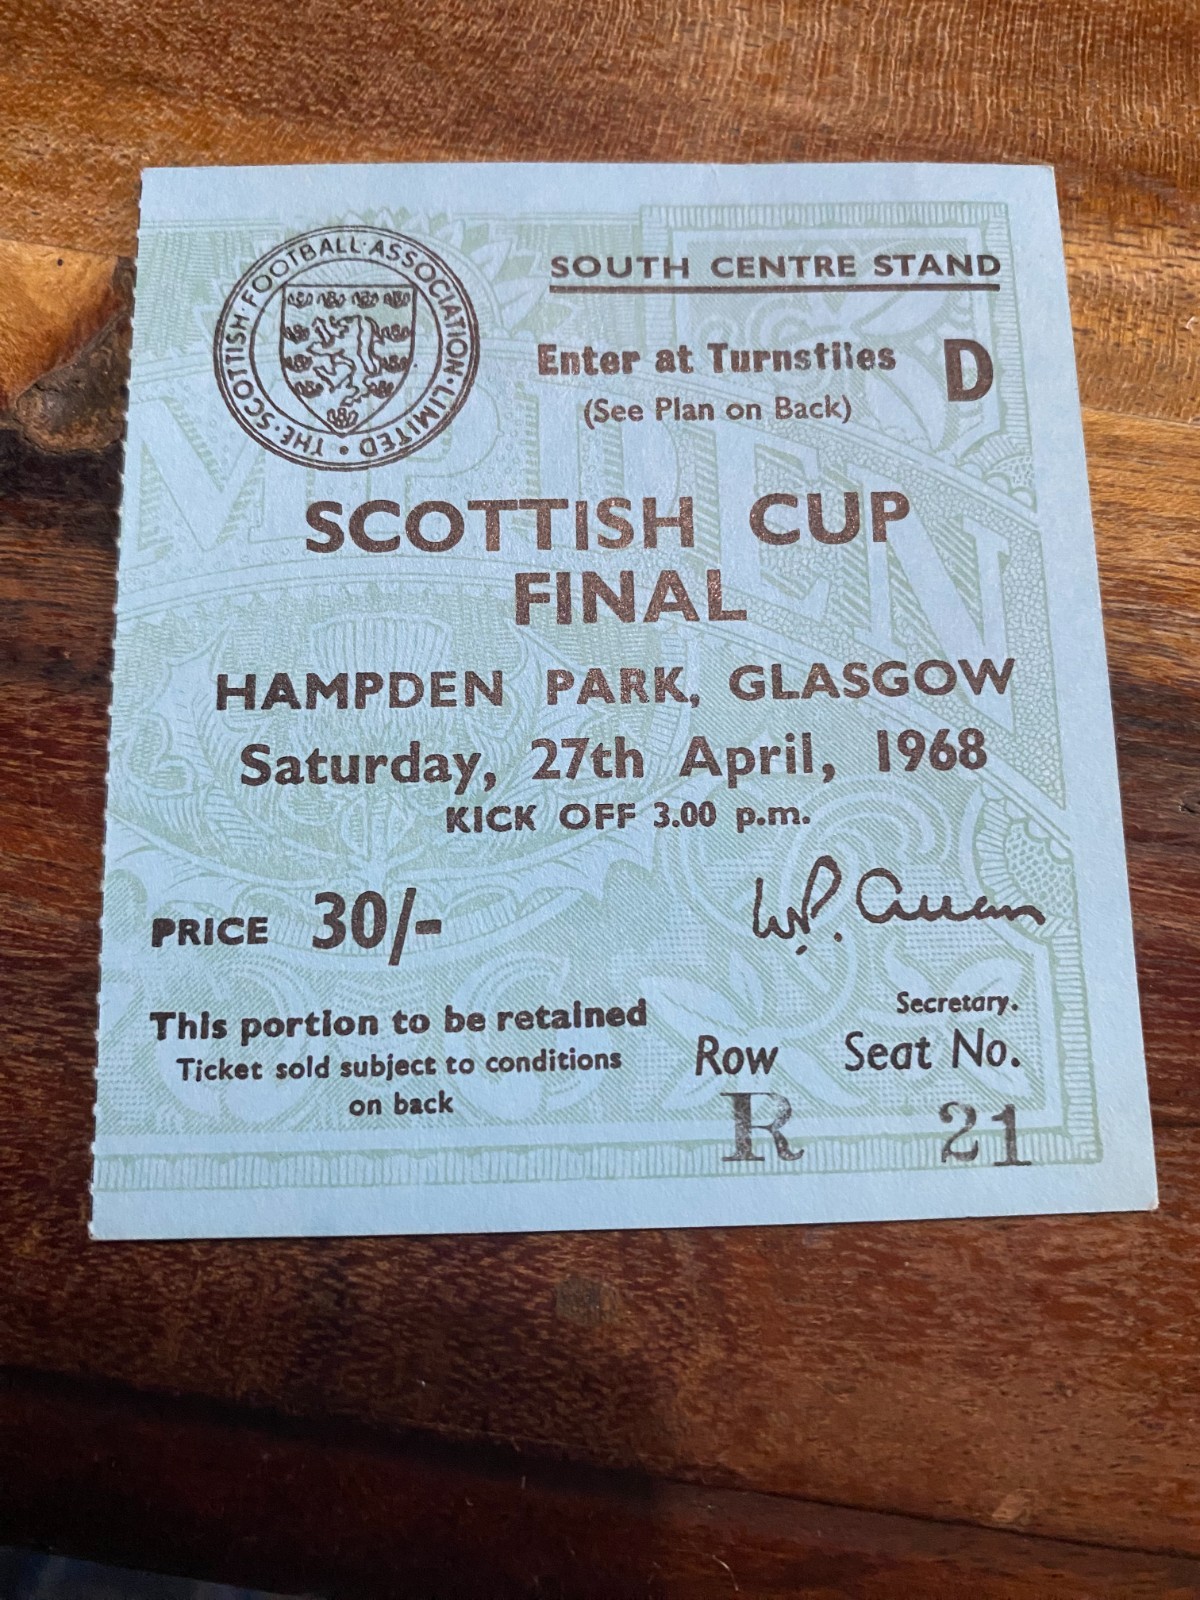 THE·SCOTTISH·FOOTBALL·ASSOCIATION·LIMITED·
SOUTH CENTRE STAND
Enter at Turnstiles D
(See Plan on Back)
SCOTTISH CUP
FINAL
HAMPDEN PARK, GLASGOW
Saturday, 27th April, 1968
KICK OFF 3.00 p.m.
PRICE 30/-
W.P. Allan
Secretary.
This portion to be retained
Ticket sold subject to conditions
on back
Row Seat No.
R 21
MPDEN